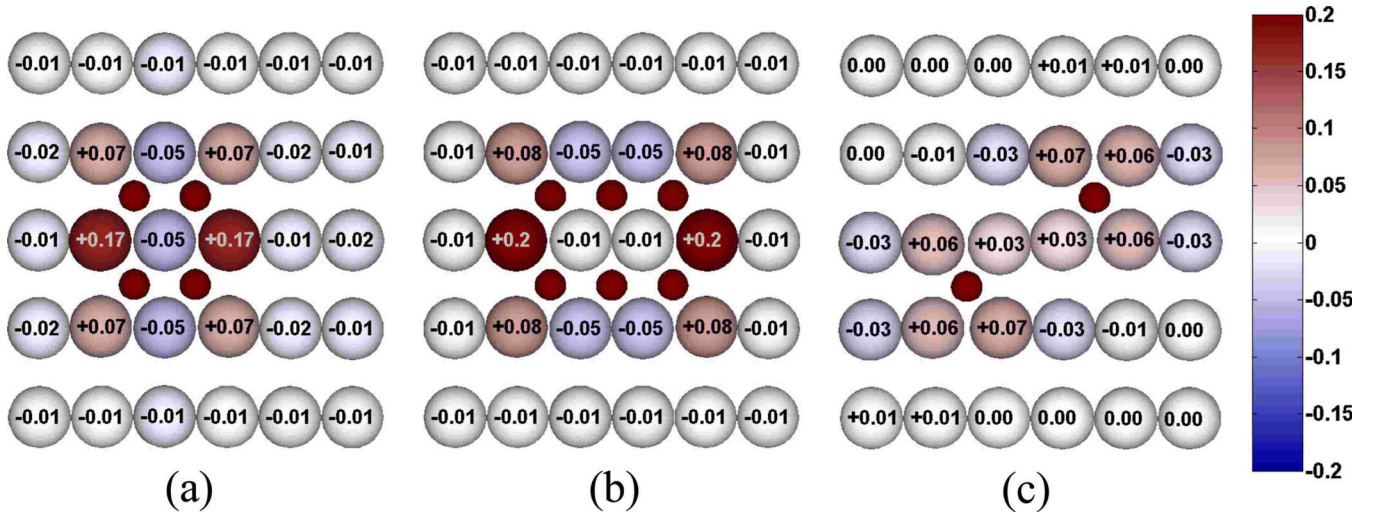 -0.01 -0.01 -0.01 -0.01 -0.01 -0.01
-0.02 +0.07 -0.05 +0.07 -0.02 -0.01
-0.01 +0.17 -0.05 +0.17 -0.01 -0.02
-0.02 +0.07 -0.05 +0.07 -0.02 -0.01
-0.01 -0.01 -0.01 -0.01 -0.01 -0.01
(a)
-0.01 -0.01 -0.01 -0.01 -0.01 -0.01
-0.01 +0.08 -0.05 -0.05 +0.08 -0.01
-0.01 +0.2 -0.01 -0.01 +0.2 -0.01
-0.01 +0.08 -0.05 -0.05 +0.08 -0.01
-0.01 -0.01 -0.01 -0.01 -0.01 -0.01
(b)
0.00 0.00 0.00 +0.01 +0.01 0.00
0.00 -0.01 -0.03 +0.07 +0.06 -0.03
-0.03 +0.06 +0.03 +0.03 +0.06 -0.03
-0.03 +0.06 +0.07 -0.03 -0.01 0.00
+0.01 +0.01 0.00 0.00 0.00 0.00
(c)
0.2
0.15
0.1
0.05
0
-0.05
-0.1
-0.15
-0.2